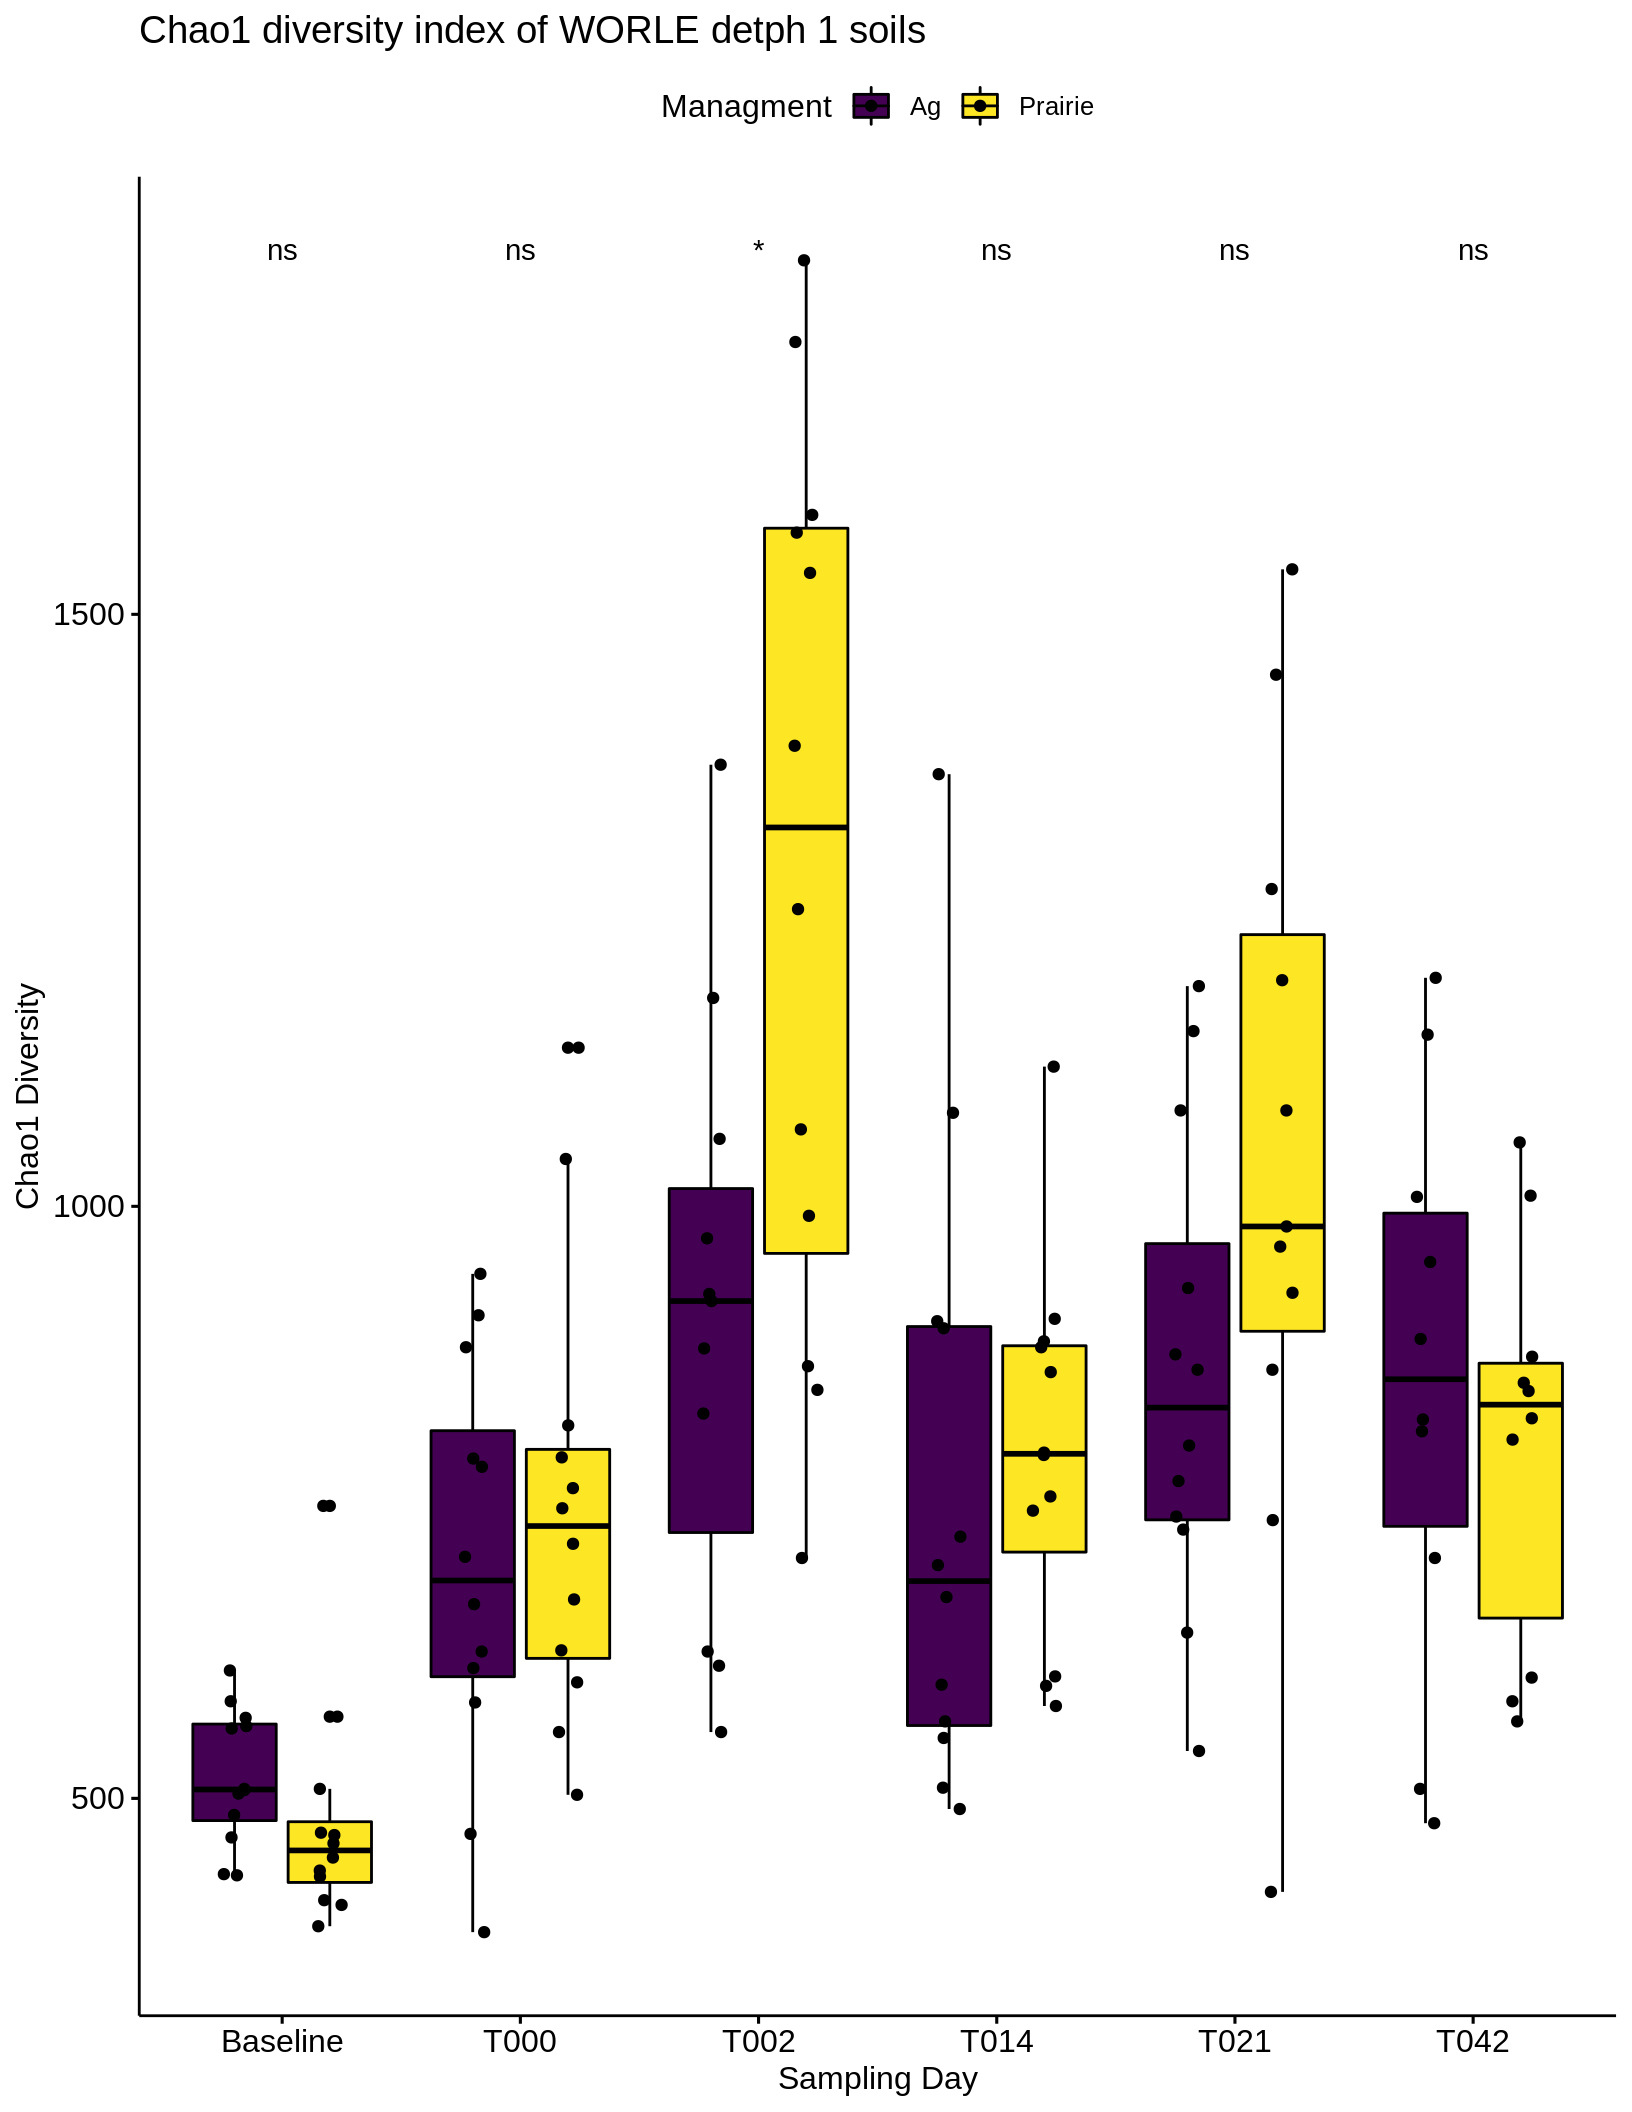 Chao1 diversity index of WORLE detph 1 soils
Managment Ag Prairie
ns ns * ns ns ns
1500
1000
500
Chao1 Diversity
Baseline T000 T002 T014 T021 T042
Sampling Day